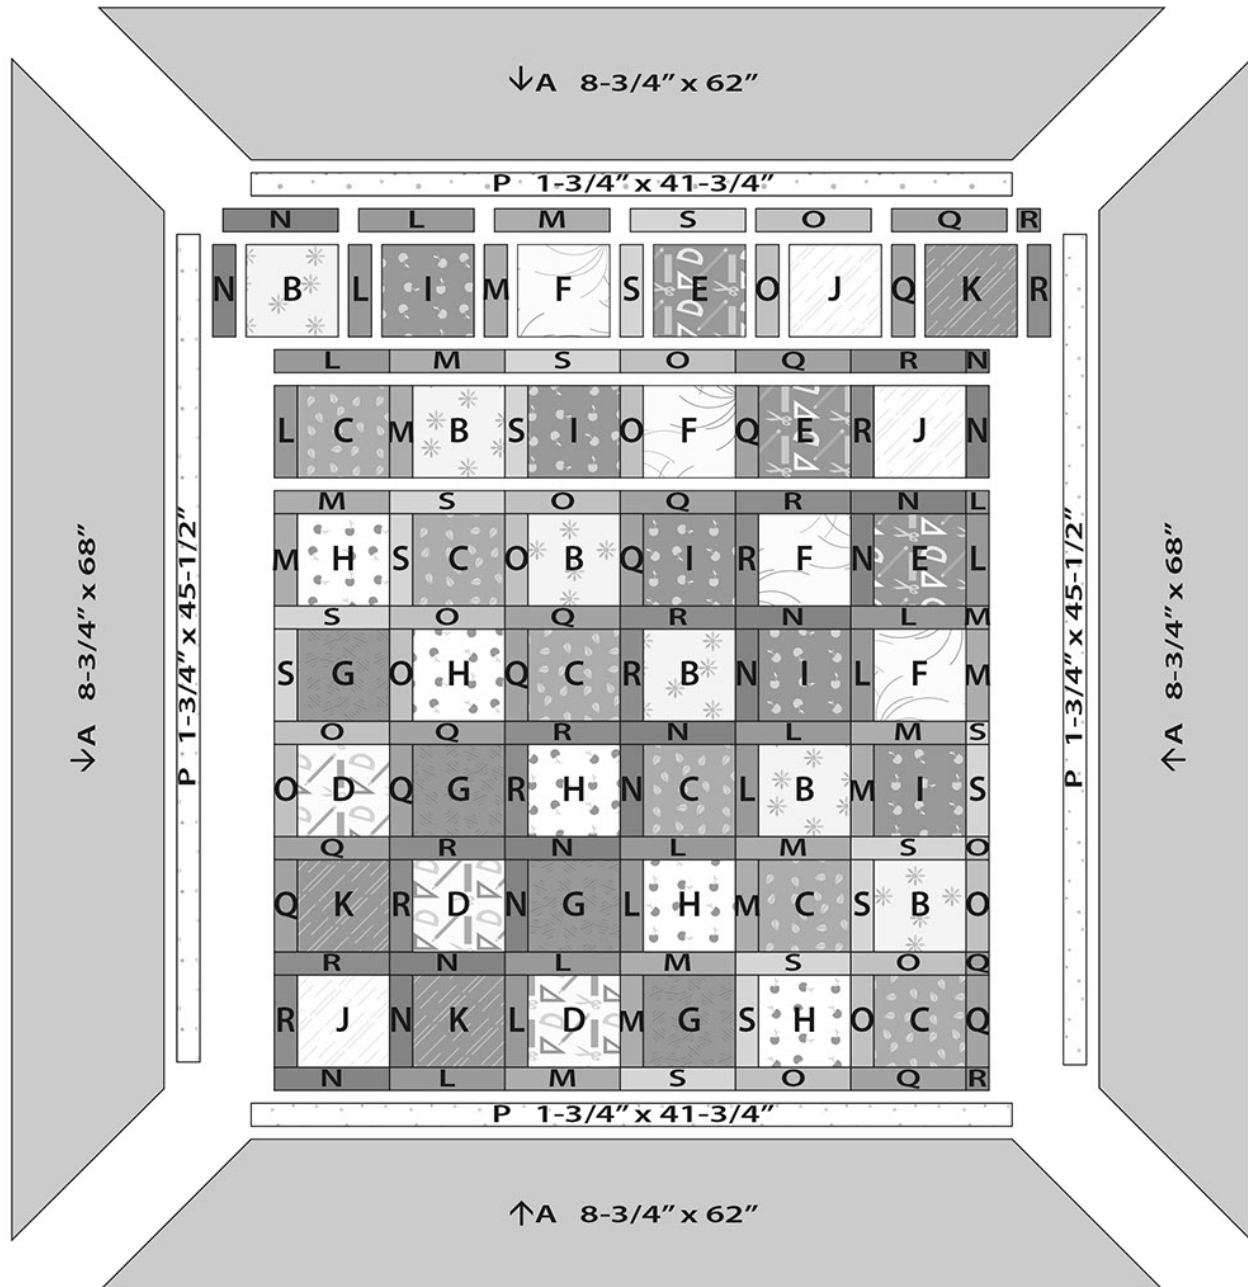 ↓A 8-3/4" x 62"
P 1-3/4" x 41-3/4"
N L M S O Q R
N B L I M F S E O J Q K R
L M S O Q R N
L C M B S I O F Q E R J N
M S O Q R N L
M H S C O B Q I R F N E L
S O Q R N L M
S G O H Q C R B N I L F M
O Q R N L M S
O D Q G R H N C L B M I S
Q R N L M S O
Q K R D N G L H M C S B O
R N L M S O Q
R J N K L D M G S H O C Q
N L M S O Q R
P 1-3/4" x 41-3/4"
↑A 8-3/4" x 62"
↓A 8-3/4" x 68"
P 1-3/4" x 45-1/2"
P 1-3/4" x 45-1/2"
↑A 8-3/4" x 68"